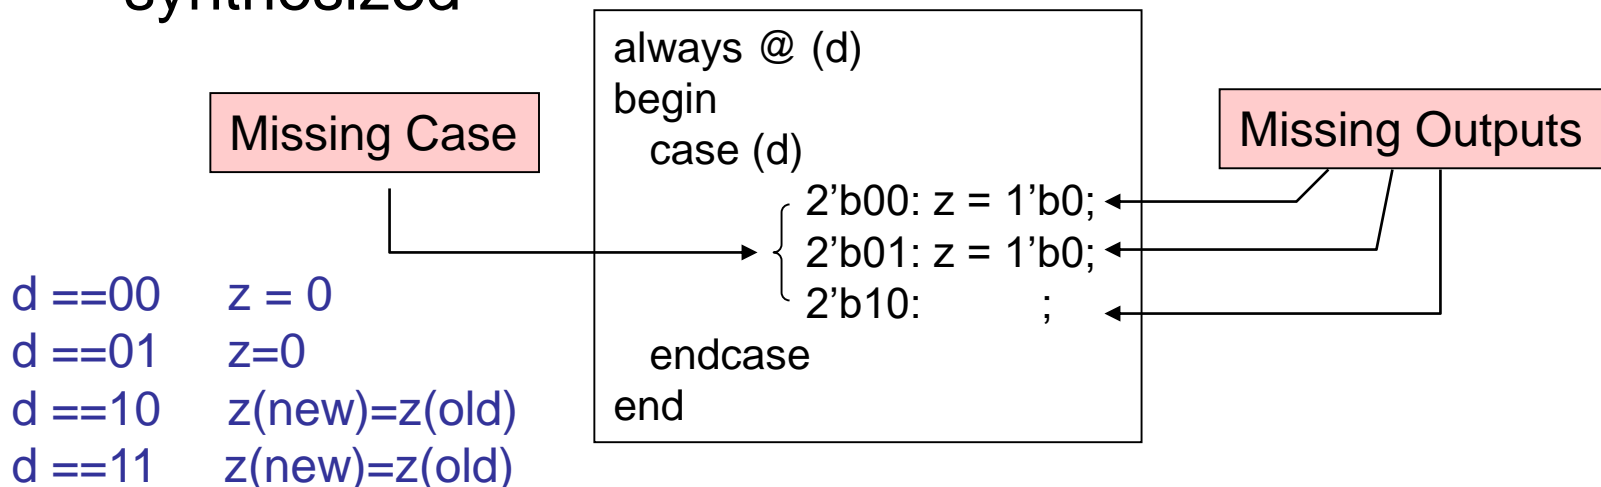 synthesized
always @ (d)
begin
case (d)
2’b00: z = 1’b0;
2’b01: z = 1’b0;
2’b10: ;
endcase
end
Missing Case
Missing Outputs
d ==00 z = 0
d ==01 z=0
d ==10 z(new)=z(old)
d ==11 z(new)=z(old)